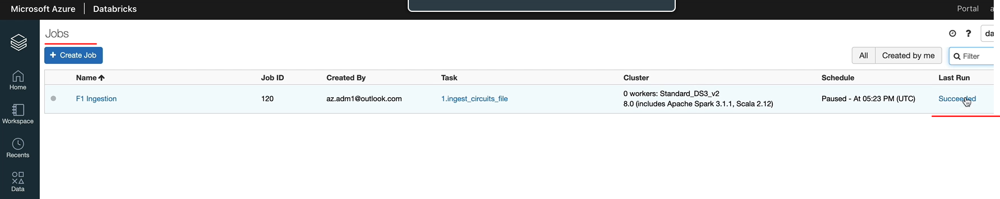 Microsoft Azure Databricks Portal a
Jobs ? da
+ Create Job All Created by me Filter
Name Job ID Created By Task Cluster Schedule Last Run
F1 Ingestion 120 az.adm1@outlook.com 1.ingest_circuits_file 0 workers: Standard_DS3_v2 Paused - At 05:23 PM (UTC) Succeeded
8.0 (includes Apache Spark 3.1.1, Scala 2.12)
Home
Workspace
Recents
Data